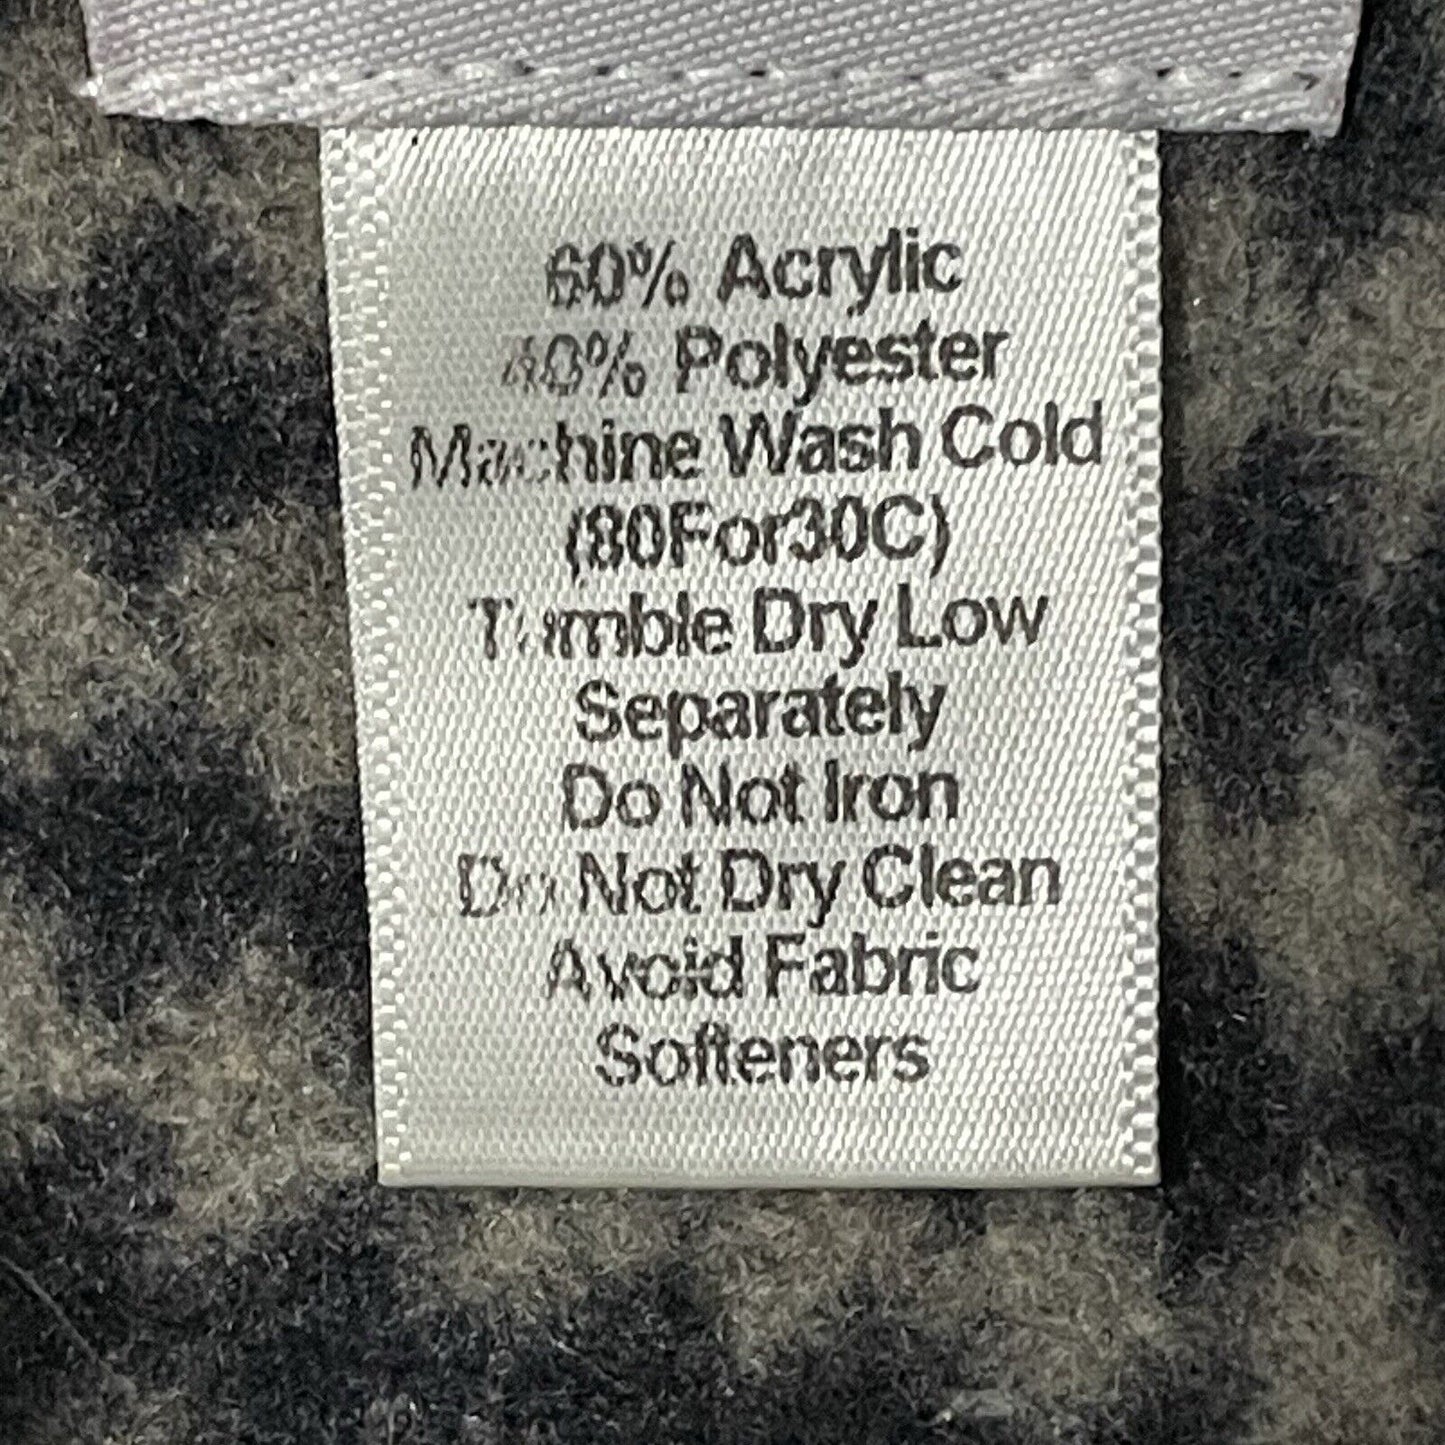 60% Acrylic
40% Polyester
Machine Wash Cold
(80For30C)
Tumble Dry Low
Separately
Do Not Iron
Do Not Dry Clean
Avoid Fabric
Softeners